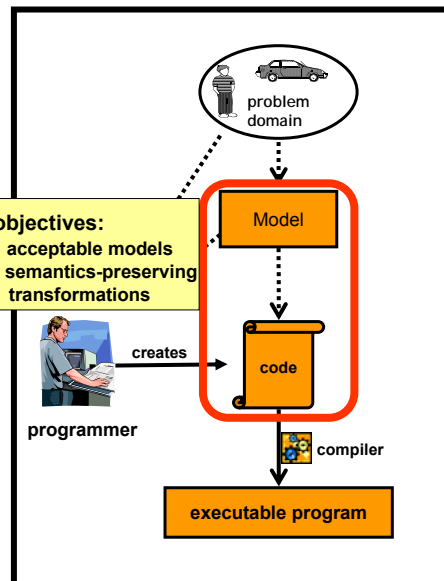 problem
domain
objectives:
acceptable models
semantics-preserving
transformations
Model
creates
code
programmer
compiler
executable program